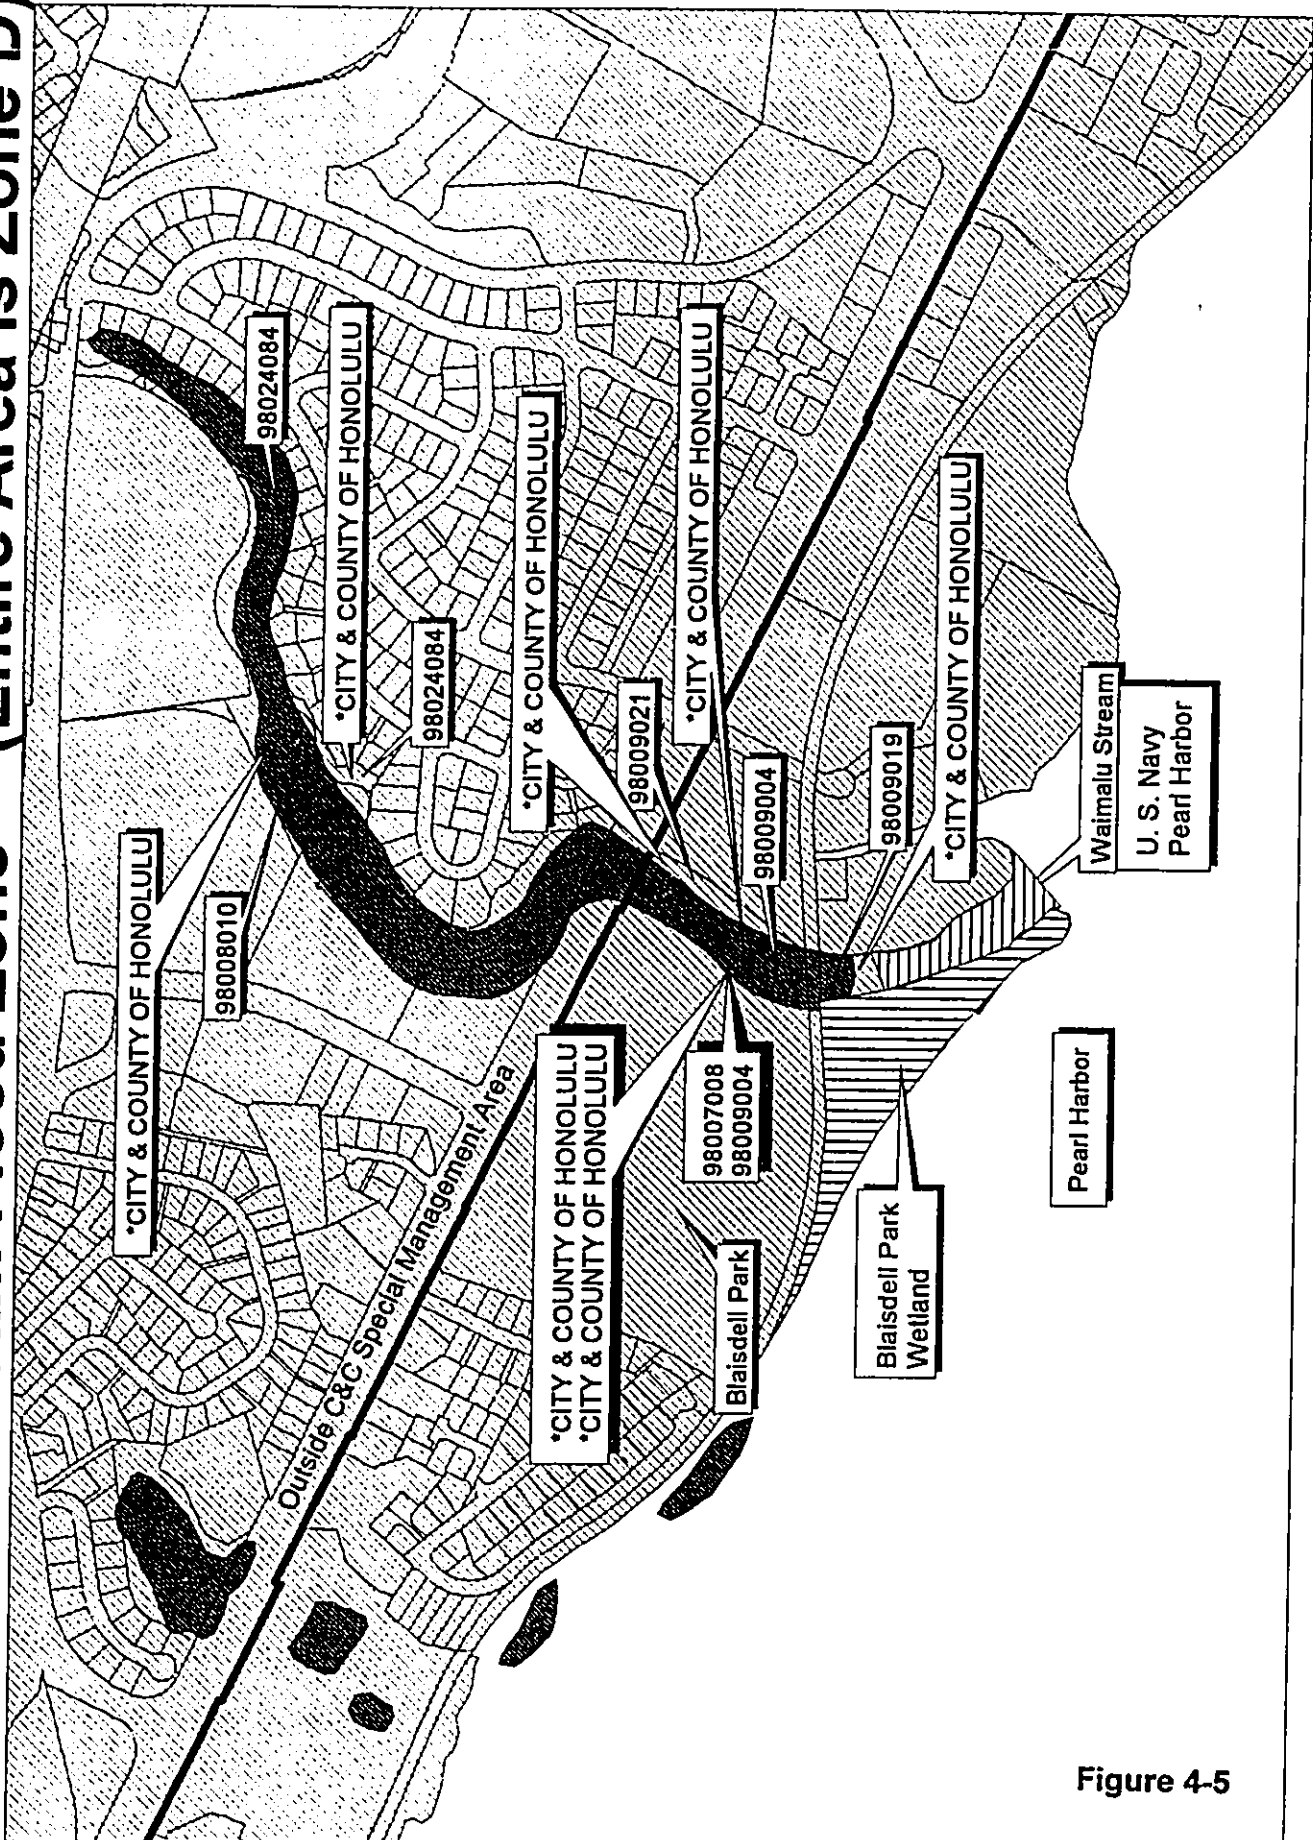 (Entire Area is Zone D)
98024084
*CITY & COUNTY OF HONOLULU
98024084
*CITY & COUNTY OF HONOLULU
98009021
*CITY & COUNTY OF HONOLULU
98009004
98009019
*CITY & COUNTY OF HONOLULU
Waimalu Stream
U. S. Navy
Pearl Harbor
*CITY & COUNTY OF HONOLULU
98008010
Outside C&C Special Management Area
*CITY & COUNTY OF HONOLULU
*CITY & COUNTY OF HONOLULU
98007008
98009004
Blaisdell Park
Blaisdell Park
Wetland
Pearl Harbor
Figure 4-5